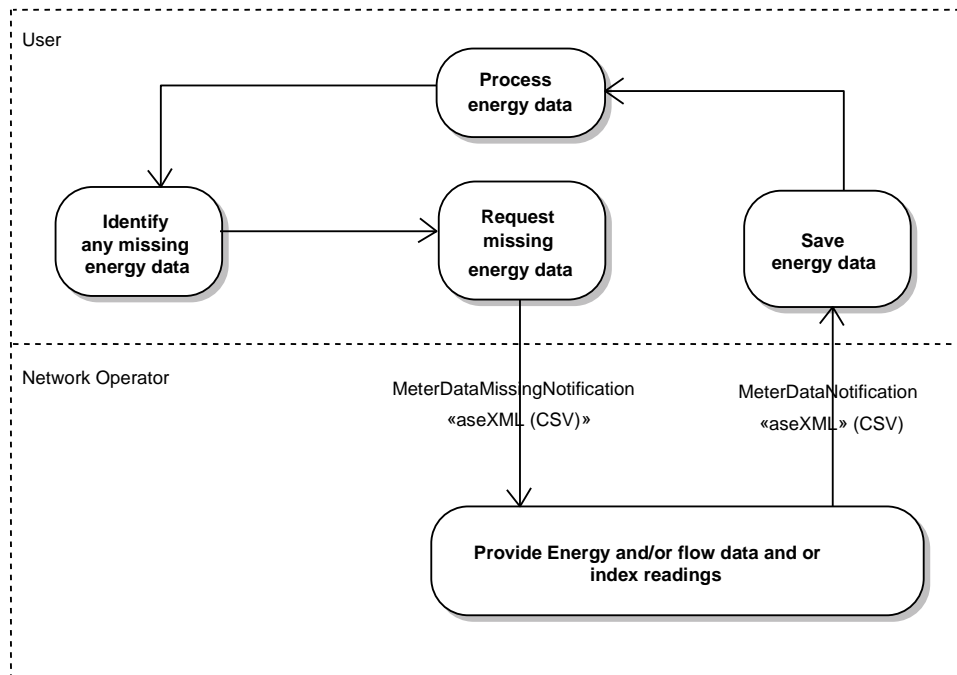 User
Process
energy data
Identify
any missing
energy data
Request
missing
energy data
Save
energy data
Network Operator
MeterDataMissingNotification
«aseXML (CSV)»
MeterDataNotification
«aseXML» (CSV)
Provide Energy and/or flow data and or
index readings